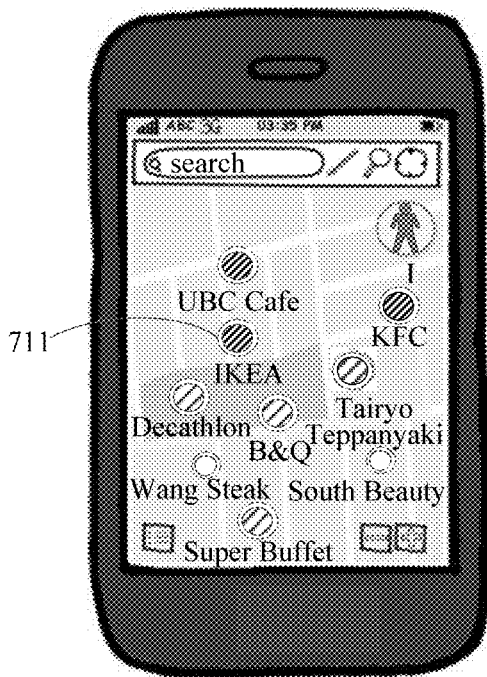 ABC 3G 03:35 PM
search
I
UBC Cafe
KFC
711
IKEA
Tairyo
Teppanyaki
Decathlon
B&Q
Wang Steak
South Beauty
Super Buffet